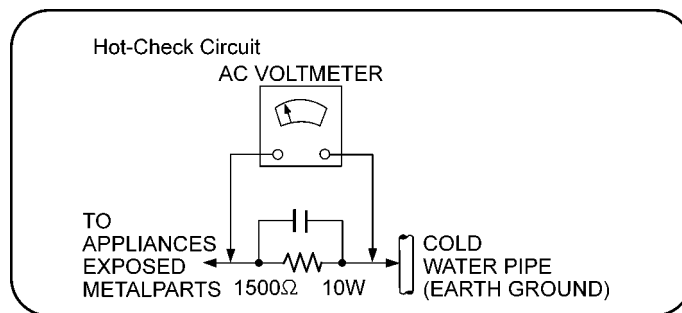 Hot-Check Circuit
AC VOLTMETER
TO
APPLIANCES
EXPOSED
METALPARTS
1500Ω 10W
COLD
WATER PIPE
(EARTH GROUND)